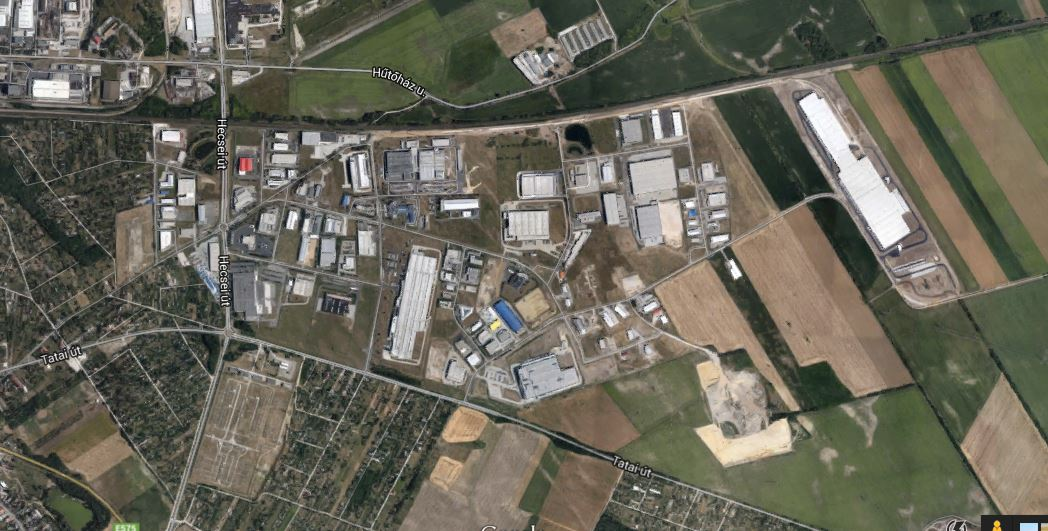 Hűtőház u.
Hecsei út
Hecsei út
Tatai út
Tatai út
E575